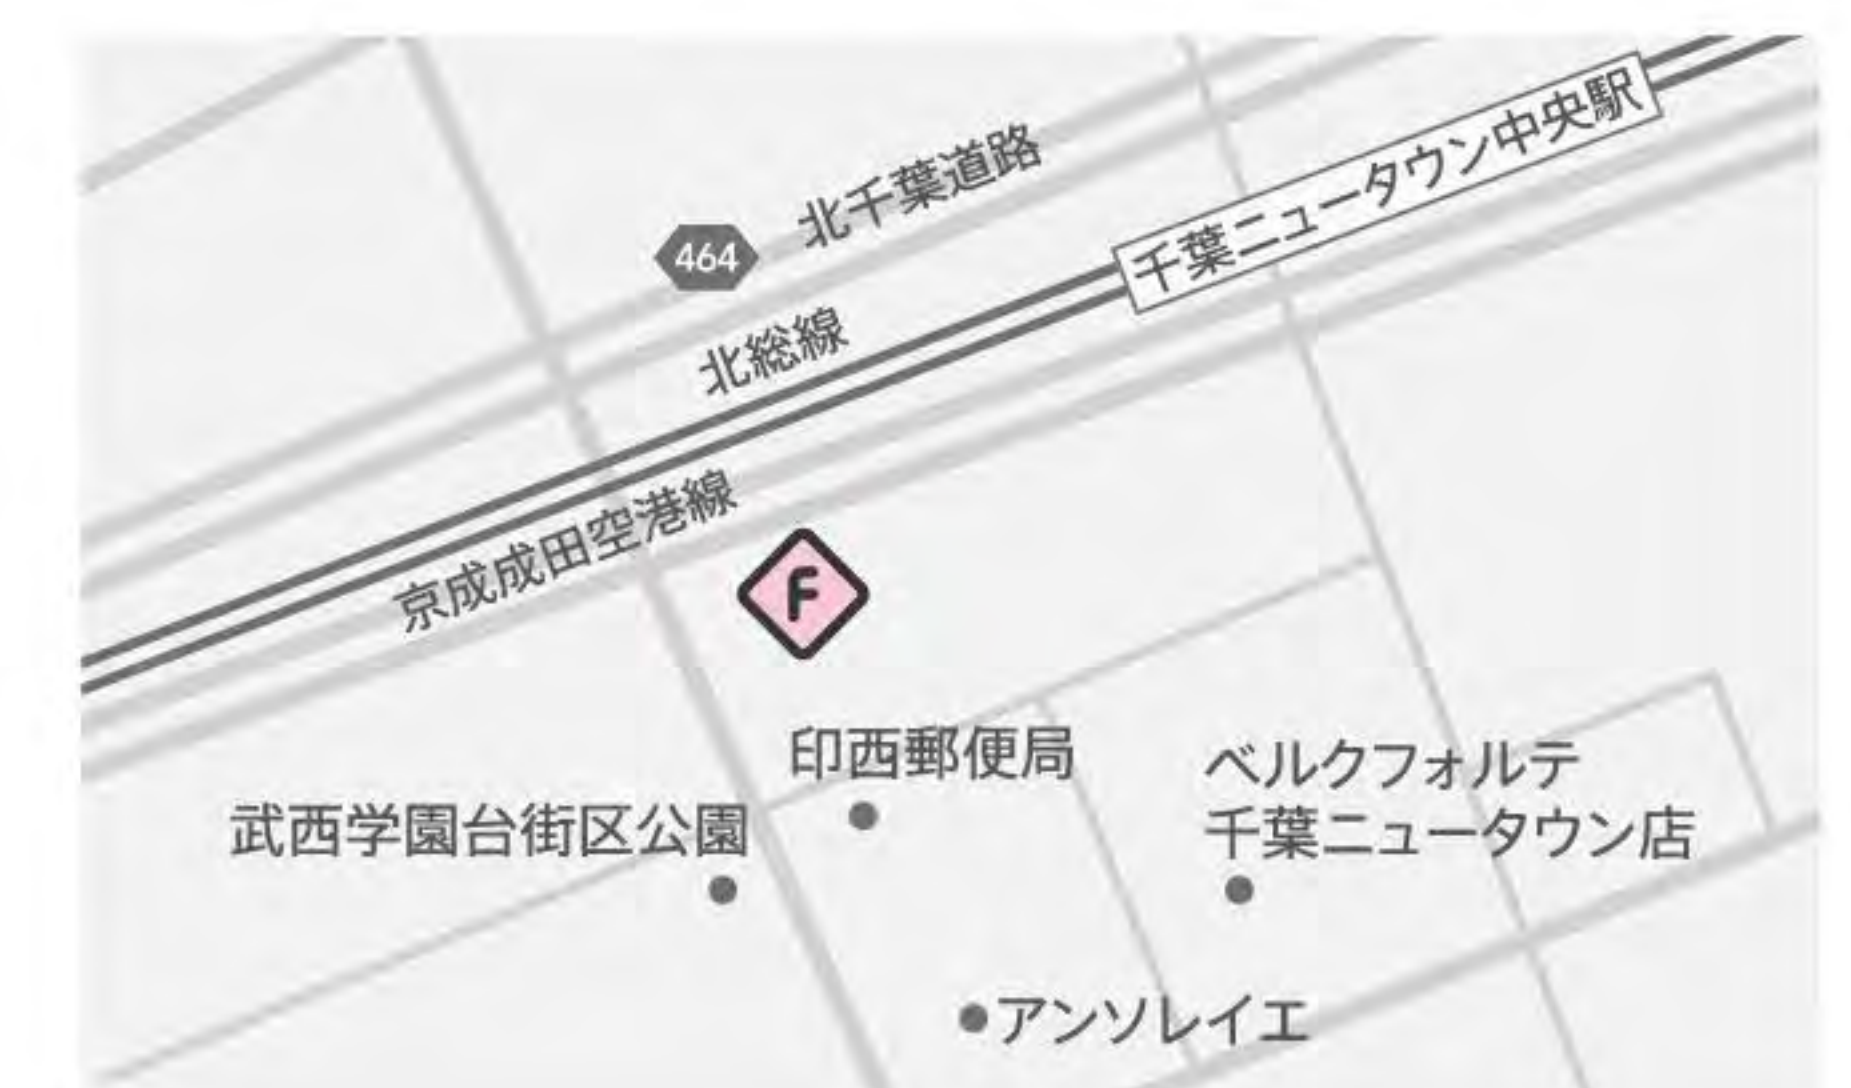 千葉ニュータウン中央駅
北千葉道路
464
北総線
京成成田空港線
F
印西郵便局
ベルクフォルテ
千葉ニュータウン店
武西学園台街区公園
アンソレイエ